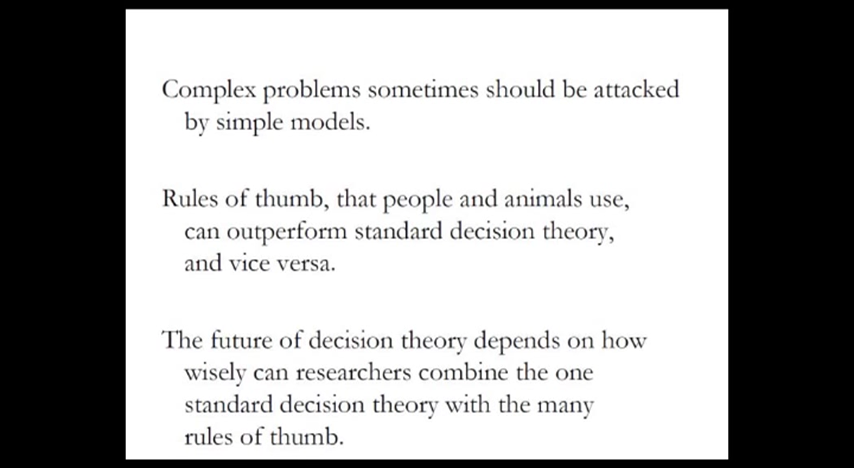 Complex problems sometimes should be attacked
by simple models.
Rules of thumb, that people and animals use,
can outperform standard decision theory,
and vice versa.
The future of decision theory depends on how
wisely can researchers combine the one
standard decision theory with the many
rules of thumb.